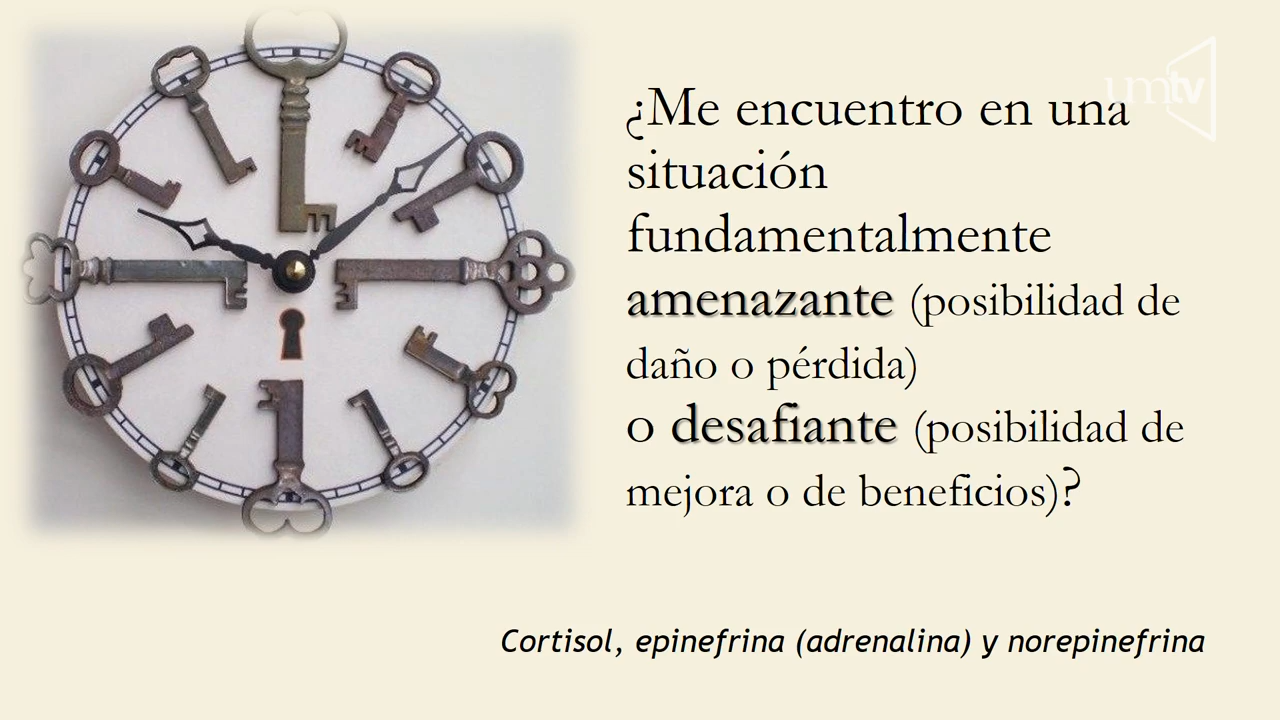 umtv
¿Me encuentro en una
situación
fundamentalmente
amenazante (posibilidad de
daño o pérdida)
o desafiante (posibilidad de
mejora o de beneficios)?
Cortisol, epinefrina (adrenalina) y norepinefrina